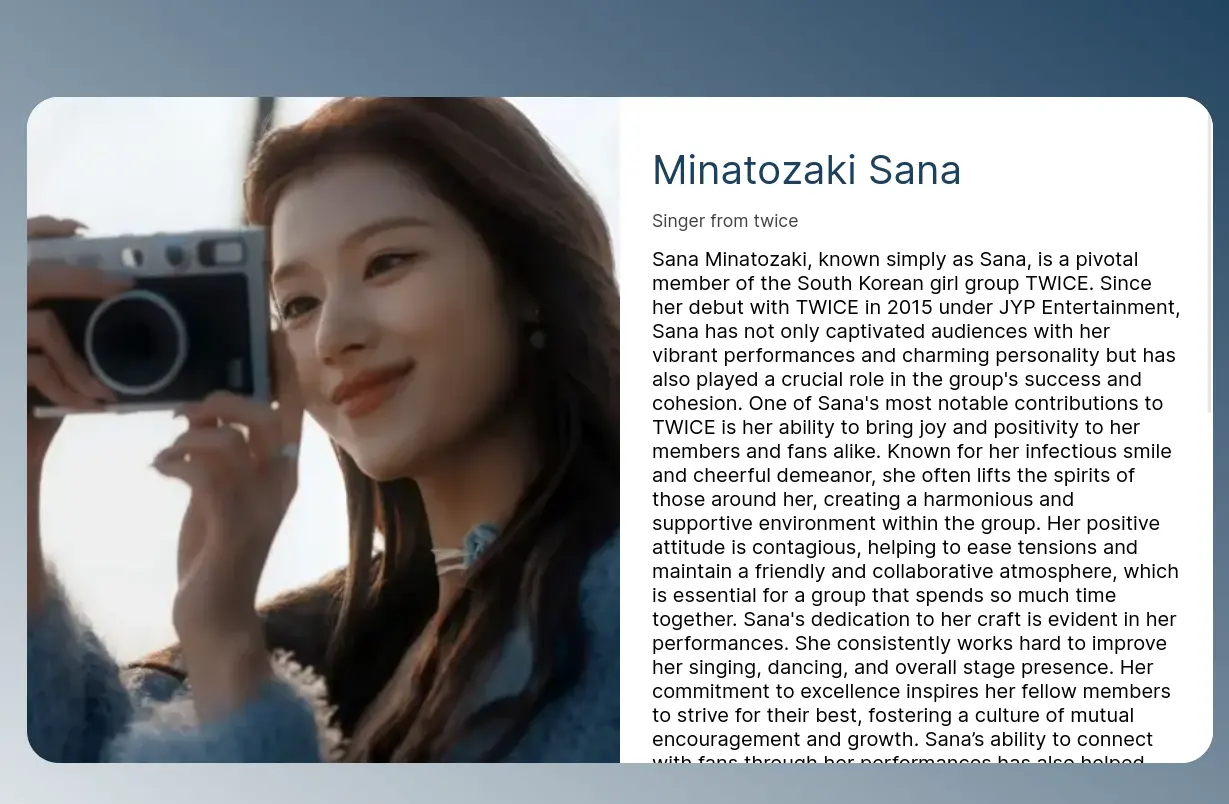 Minatozaki Sana
Singer from twice
Sana Minatozaki, known simply as Sana, is a pivotal
member of the South Korean girl group TWICE. Since
her debut with TWICE in 2015 under JYP Entertainment,
Sana has not only captivated audiences with her
vibrant performances and charming personality but has
also played a crucial role in the group's success and
cohesion. One of Sana's most notable contributions to
TWICE is her ability to bring joy and positivity to her
members and fans alike. Known for her infectious smile
and cheerful demeanor, she often lifts the spirits of
those around her, creating a harmonious and
supportive environment within the group. Her positive
attitude is contagious, helping to ease tensions and
maintain a friendly and collaborative atmosphere, which
is essential for a group that spends so much time
together. Sana's dedication to her craft is evident in her
performances. She consistently works hard to improve
her singing, dancing, and overall stage presence. Her
commitment to excellence inspires her fellow members
to strive for their best, fostering a culture of mutual
encouragement and growth. Sana’s ability to connect
with fans through her performances has also helped